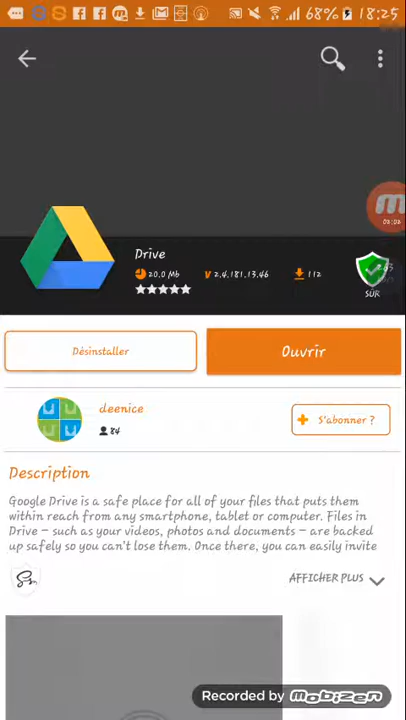 68% 18:25
02:02
Drive
20.0 Mb V 2.4.181.13.46 112
SÛR
Désinstaller Ouvrir
deenice
84
+ S'abonner ?
Description
Google Drive is a safe place for all of your files that puts them
within reach from any smartphone, tablet or computer. Files in
Drive – such as your videos, photos and documents – are backed
up safely so you can't lose them. Once there, you can easily invite
AFFICHER PLUS
Recorded by mobizen